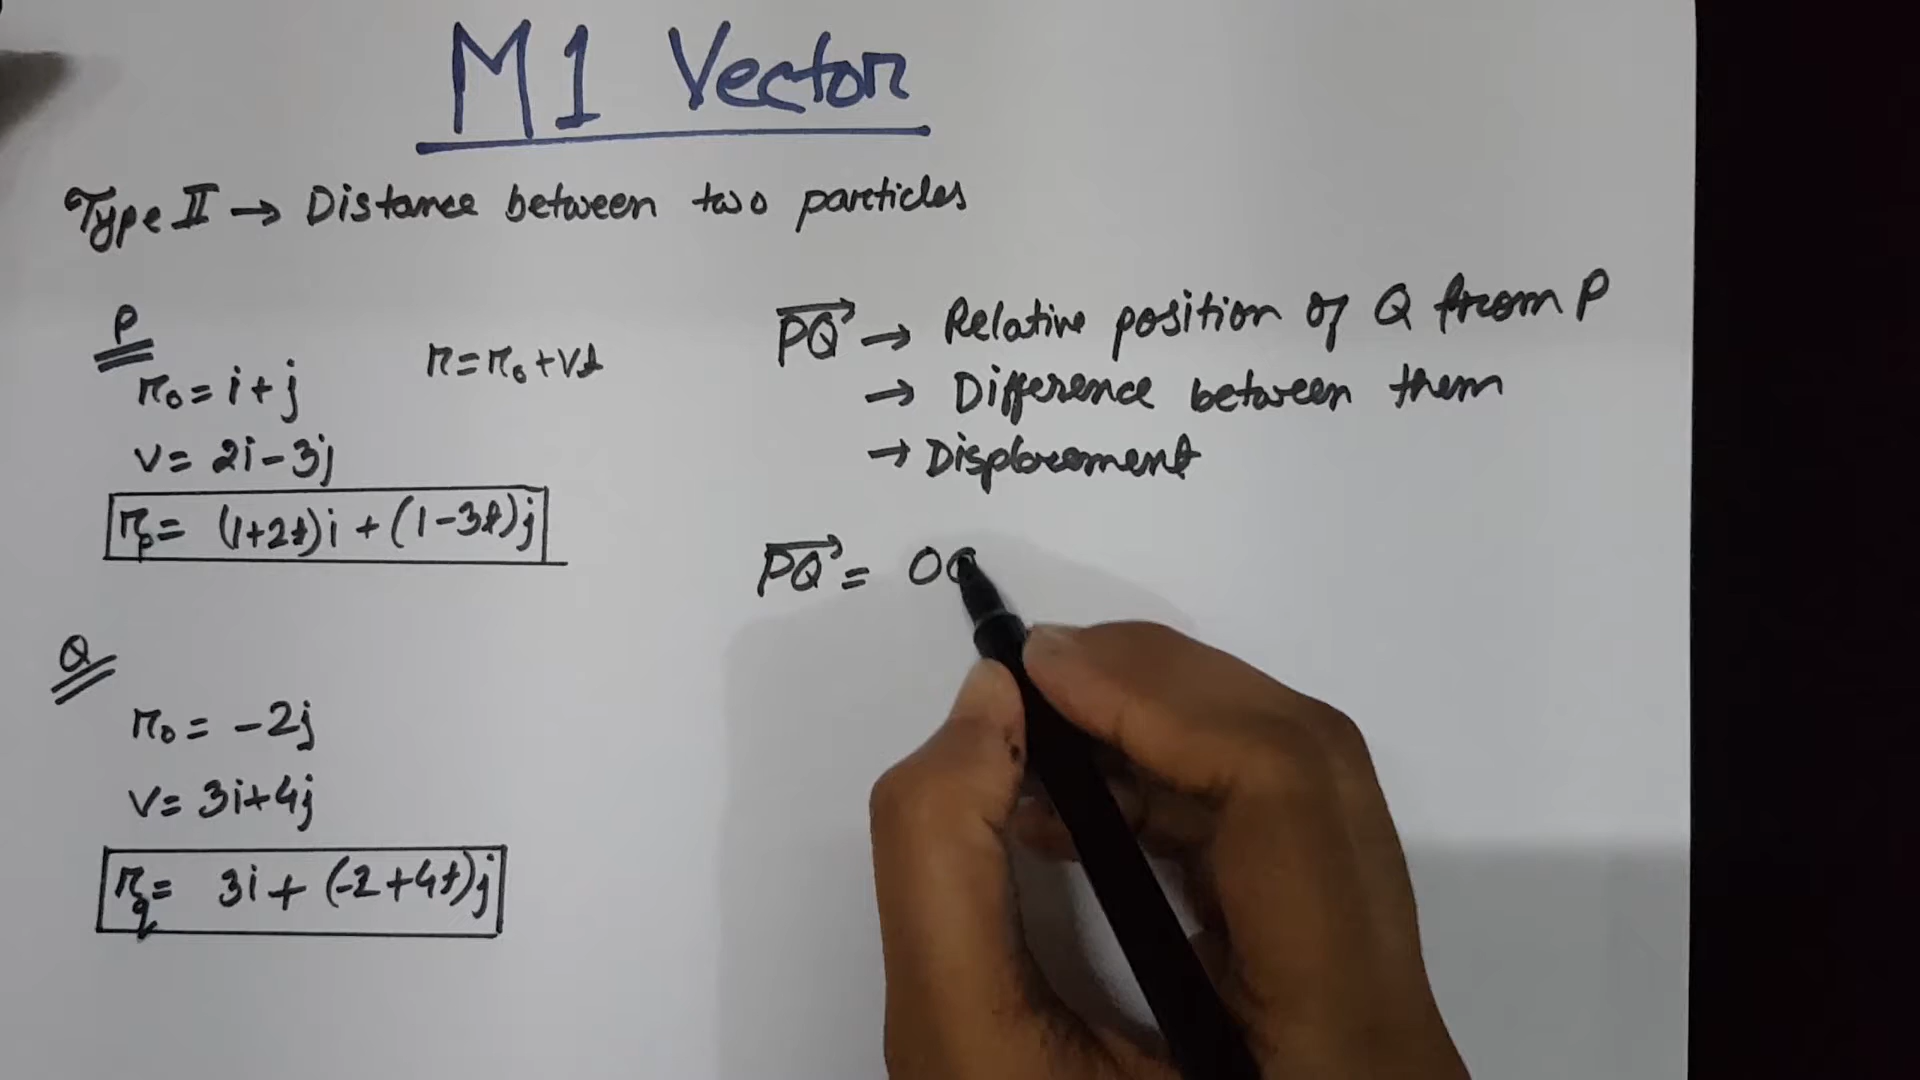 M1 Vector
Type II → Distance between two particles
P
r₀ = i + j
r = r₀ + vt
v = 2i - 3j
rₚ = (1+2t)i + (1-3t)j
Q
r₀ = -2j
v = 3i+4j
r_q = 3i + (-2+4t)j
PQ → Relative position of Q from P
→ Difference between them
→ Displacement
PQ = OQ